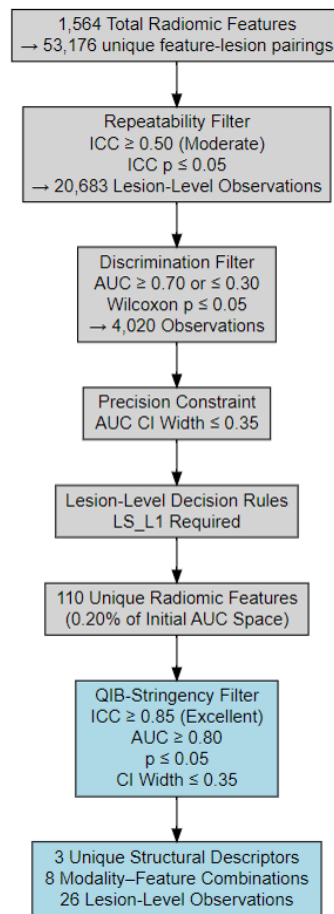 1,564 Total Radiomic Features
→ 53,176 unique feature-lesion pairings
Repeatability Filter
ICC ≥ 0.50 (Moderate)
ICC p ≤ 0.05
→ 20,683 Lesion-Level Observations
Discrimination Filter
AUC ≥ 0.70 or ≤ 0.30
Wilcoxon p ≤ 0.05
→ 4,020 Observations
Precision Constraint
AUC CI Width ≤ 0.35
Lesion-Level Decision Rules
LS_L1 Required
110 Unique Radiomic Features
(0.20% of Initial AUC Space)
QIB-Stringency Filter
ICC ≥ 0.85 (Excellent)
AUC ≥ 0.80
p ≤ 0.05
CI Width ≤ 0.35
3 Unique Structural Descriptors
8 Modality–Feature Combinations
26 Lesion-Level Observations